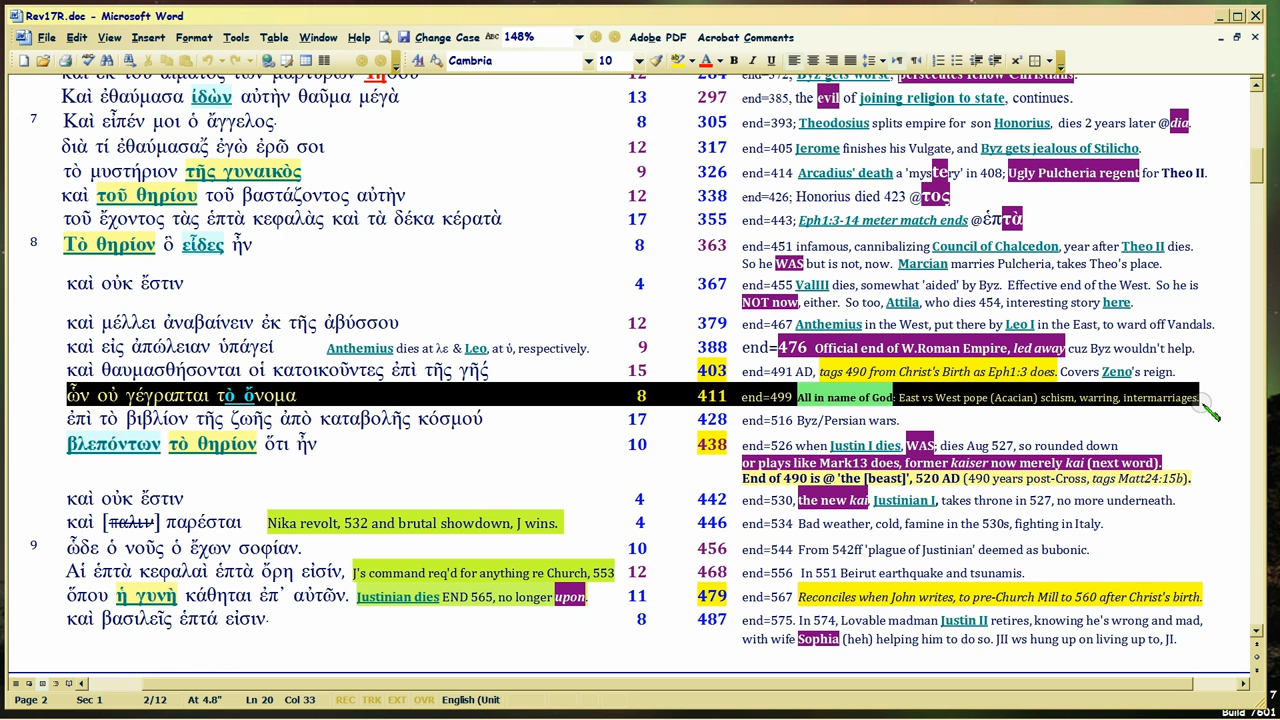 Rev17R.doc - Microsoft Word
File Edit View Insert Format Tools Table Window Help Change Case ABC 148% Adobe PDF Acrobat Comments
Cambria 10 B I U
Καὶ ἐθαύμασα ἰδὼν αὐτὴν θαῦμα μέγὰ 13 297 end=385, the evil of joining religion to state, continues.
7 Καὶ εἶπέν μοι ὁ ἄγγελος· 8 305 end=393; Theodosius splits empire for son Honorius, dies 2 years later @dia.
διὰ τί ἐθαύμασαξ ἐγὼ ἐρῶ σοι 12 317 end=405 Jerome finishes his Vulgate, and Byz gets jealous of Stilicho.
τὸ μυστήριον τῆς γυναικὸς 9 326 end=414 Arcadius' death a 'mystery' in 408; Ugly Pulcheria regent for Theo II.
καὶ τοῦ θηρίου τοῦ βαστάζοντος αὐτὴν 12 338 end=426; Honorius died 423 @τος
τοῦ ἔχοντος τὰς ἑπτὰ κεφαλὰς καὶ τὰ δέκα κέρατὰ 17 355 end=443; Eph1:3-14 meter match ends @ἑπτὰ
8 Τὸ θηρίον ὃ εἶδες ἦν 8 363 end=451 infamous, cannibalizing Council of Chalcedon, year after Theo II dies.
So he WAS but is not, now. Marcian marries Pulcheria, takes Theo's place.
καὶ οὐκ ἔστιν 4 367 end=455 ValIII dies, somewhat 'aided' by Byz. Effective end of the West. So he is
NOT now, either. So too, Attila, who dies 454, interesting story here.
καὶ μέλλει ἀναβαίνειν ἐκ τῆς ἀβύσσου 12 379 end=467 Anthemius in the West, put there by Leo I in the East, to ward off Vandals.
καὶ εἰς ἀπώλειαν ὑπάγεί Anthemius dies at λε & Leo, at ύ, respectively. 9 388 end=476 Official end of W.Roman Empire, led away cuz Byz wouldn't help.
καὶ θαυμασθήσονται οἱ κατοικοῦντες ἐπὶ τῆς γῆς 15 403 end=491 AD, tags 490 from Christ's Birth as Eph1:3 does. Covers Zeno's reign.
ὧν οὐ γέγραπται τὸ ὄνομα 8 411 end=499 All in name of God: East vs West pope (Acacian) schism, warring, intermarriages.
ἐπὶ τὸ βιβλίον τῆς ζωῆς ἀπὸ καταβολῆς κόσμού 17 428 end=516 Byz/Persian wars.
βλεπόντων τὸ θηρίον ὅτι ἦν 10 438 end=526 when Justin I dies, WAS; dies Aug 527, so rounded down
or plays like Mark13 does, former kaiser now merely kai (next word).
End of 490 is @ 'the [beast]', 520 AD (490 years post-Cross, tags Matt24:15b).
καὶ οὐκ ἔστιν 4 442 end=530, the new kai, Justinian I, takes throne in 527, no more underneath.
καὶ [παλιν] παρέσται Nika revolt, 532 and brutal showdown, J wins. 4 446 end=534 Bad weather, cold, famine in the 530s, fighting in Italy.
9 ὧδε ὁ νοῦς ὁ ἔχων σοφίαν. 10 456 end=544 From 542ff 'plague of Justinian' deemed as bubonic.
Αἱ ἑπτὰ κεφαλαὶ ἑπτὰ ὄρη εἰσίν, J's command req'd for anything re Church, 553 12 468 end=556 In 551 Beirut earthquake and tsunamis.
ὅπου ἡ γυνὴ κάθηται ἐπ' αὐτῶν. Justinian dies END 565, no longer upon. 11 479 end=567 Reconciles when John writes, to pre-Church Mill to 560 after Christ's birth.
καὶ βασιλεῖς ἑπτά εἰσιν· 8 487 end=575. In 574, Lovable madman Justin II retires, knowing he's wrong and mad,
with wife Sophia (heh) helping him to do so. JII ws hung up on living up to, JI.
Page 2 Sec 1 2/12 At 4.8" Ln 20 Col 33 REC TRK EXT OVR English (Unit
7
Build 7601